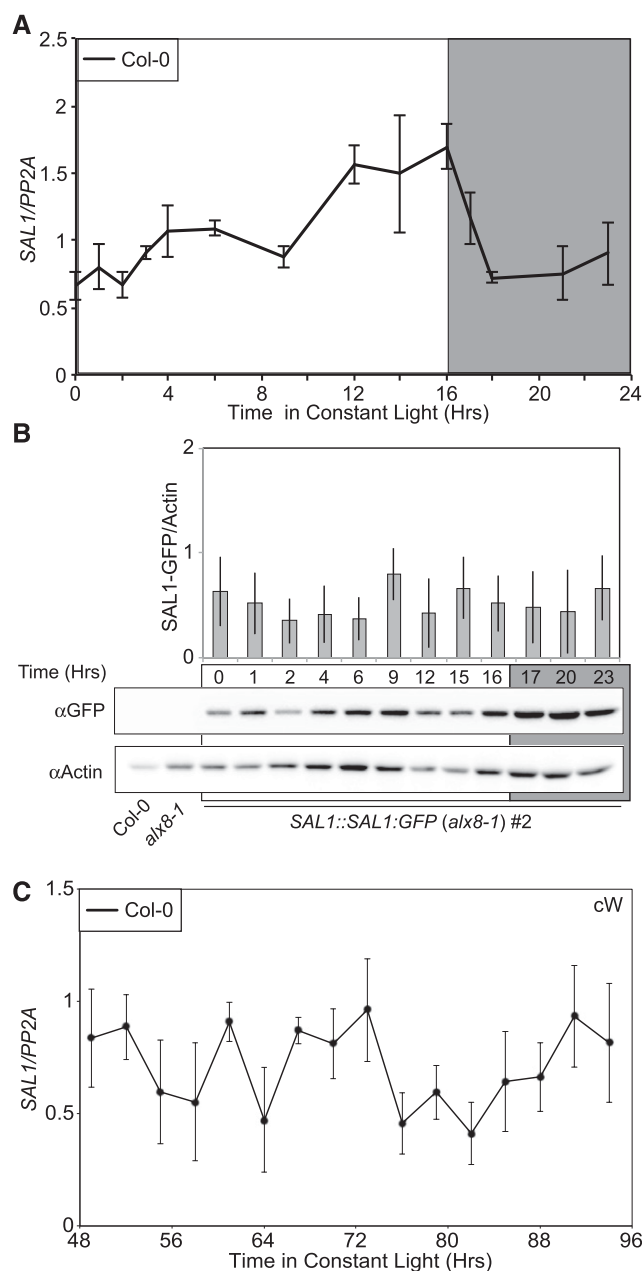 A
2.5
Col-0
2
1.5
SAL1/PP2A
1
0.5
0
0 4 8 12 16 20 24
Time in Constant Light (Hrs)
B
2
SAL1-GFP/Actin
1
0
Time (Hrs) 0 1 2 4 6 9 12 15 16 17 20 23
αGFP
αActin
Col-0
alx8-1
SAL1::SAL1:GFP (alx8-1) #2
C
1.5
Col-0
cW
1
SAL1/PP2A
0.5
0
48 56 64 72 80 88 96
Time in Constant Light (Hrs)